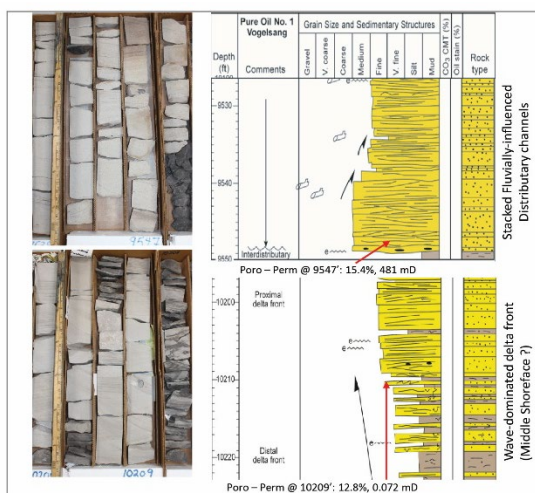 Pure Oil No. 1
Vogelsang
Grain Size and Sedimentary Structures
Depth
(ft)
Comments
Gravel
V. coarse
Coarse
Medium
Fine
V. fine
Silt
Mud
CO₃ CMT (%)
Oil stain (%)
Rock
type
9530
9540
9550
Interdistributary
e
Stacked Fluvially-influenced
Distributary channels
9547
Poro – Perm @ 9547': 15.4%, 481 mD
10200
Proximal
delta front
e
e
10210
e
Distal
delta front
10220
Wave-dominated delta front
(Middle Shoreface ?)
10209
Poro – Perm @ 10209': 12.8%, 0.072 mD